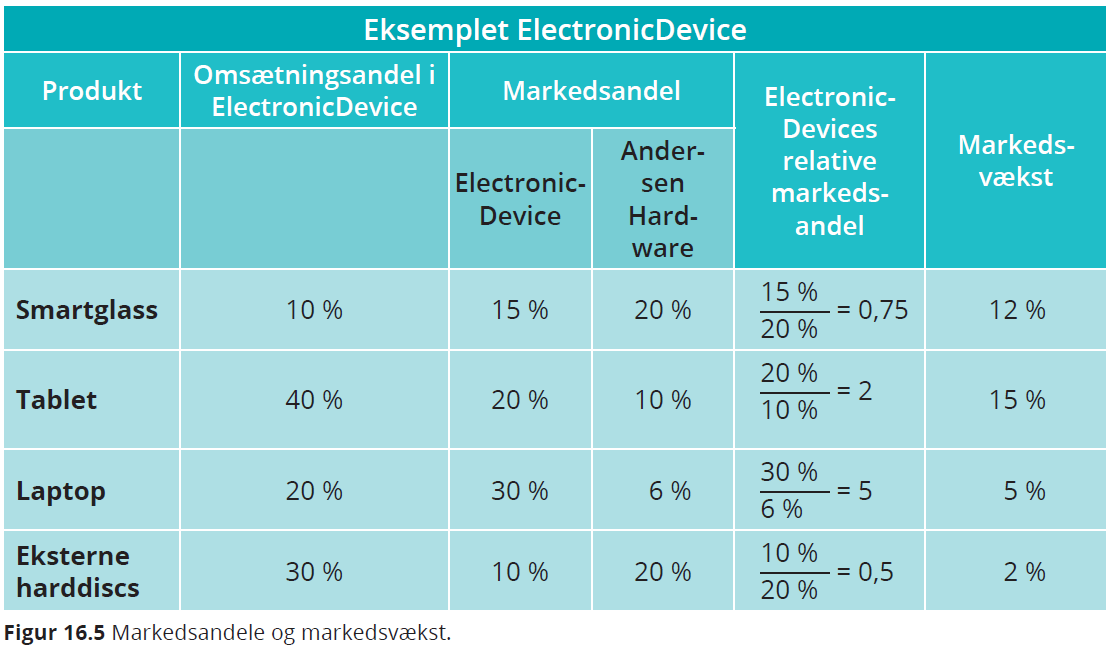 Eksemplet ElectronicDevice
Produkt
Omsætningsandel i
ElectronicDevice
Markedsandel
Electronic-
Devices
relative
markeds-
andel
Markeds-
vækst
Electronic-
Device
Ander-
sen
Hard-
ware
Smartglass
10 %
15 %
20 %
15 %
20 %
= 0,75
12 %
Tablet
40 %
20 %
10 %
20 %
10 %
= 2
15 %
Laptop
20 %
30 %
6 %
30 %
6 %
= 5
5 %
Eksterne
harddiscs
30 %
10 %
20 %
10 %
20 %
= 0,5
2 %
Figur 16.5 Markedsandele og markedsvækst.